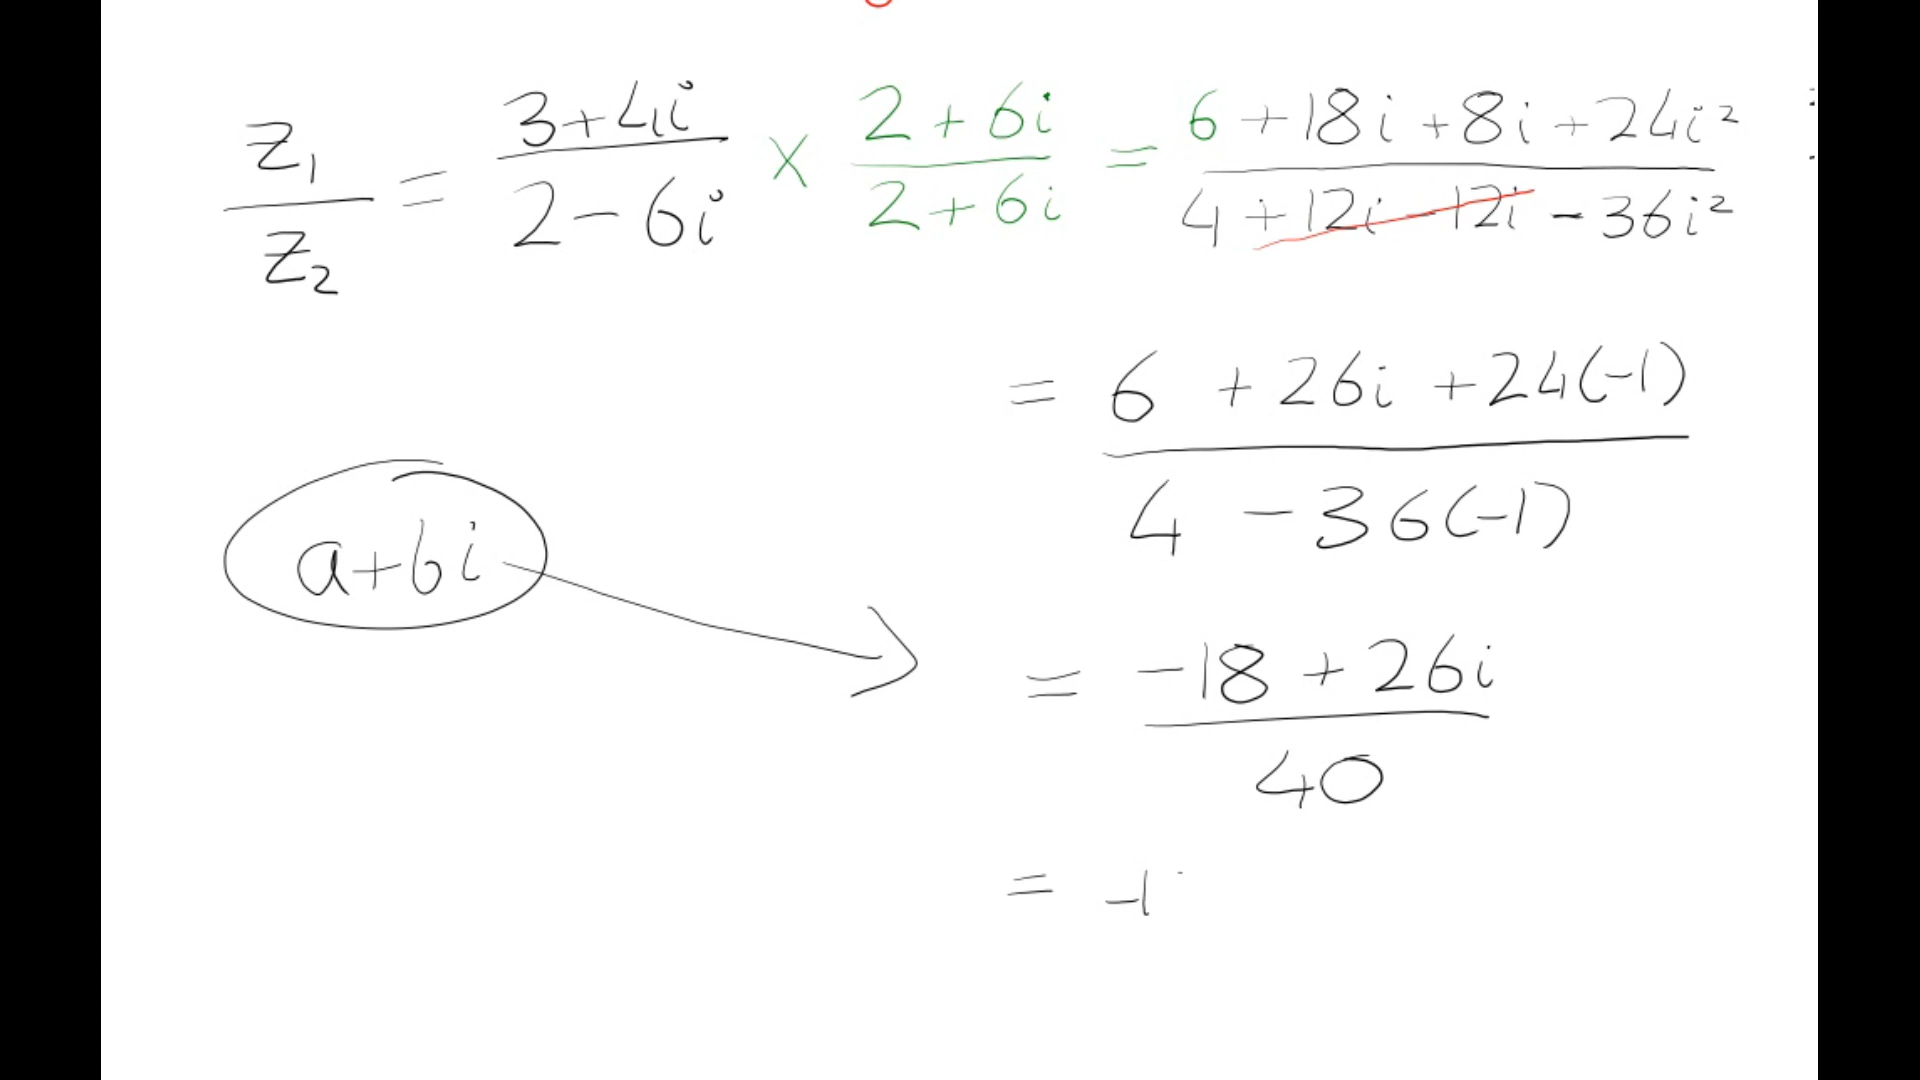 z₁/z₂ = (3+4i)/(2-6i) × (2+6i)/(2+6i) = (6+18i+8i+24i²)/(4+12i-12i-36i²)
= (6+26i+24(-1))/(4-36(-1))
a+bi
= (-18+26i)/40
= -1